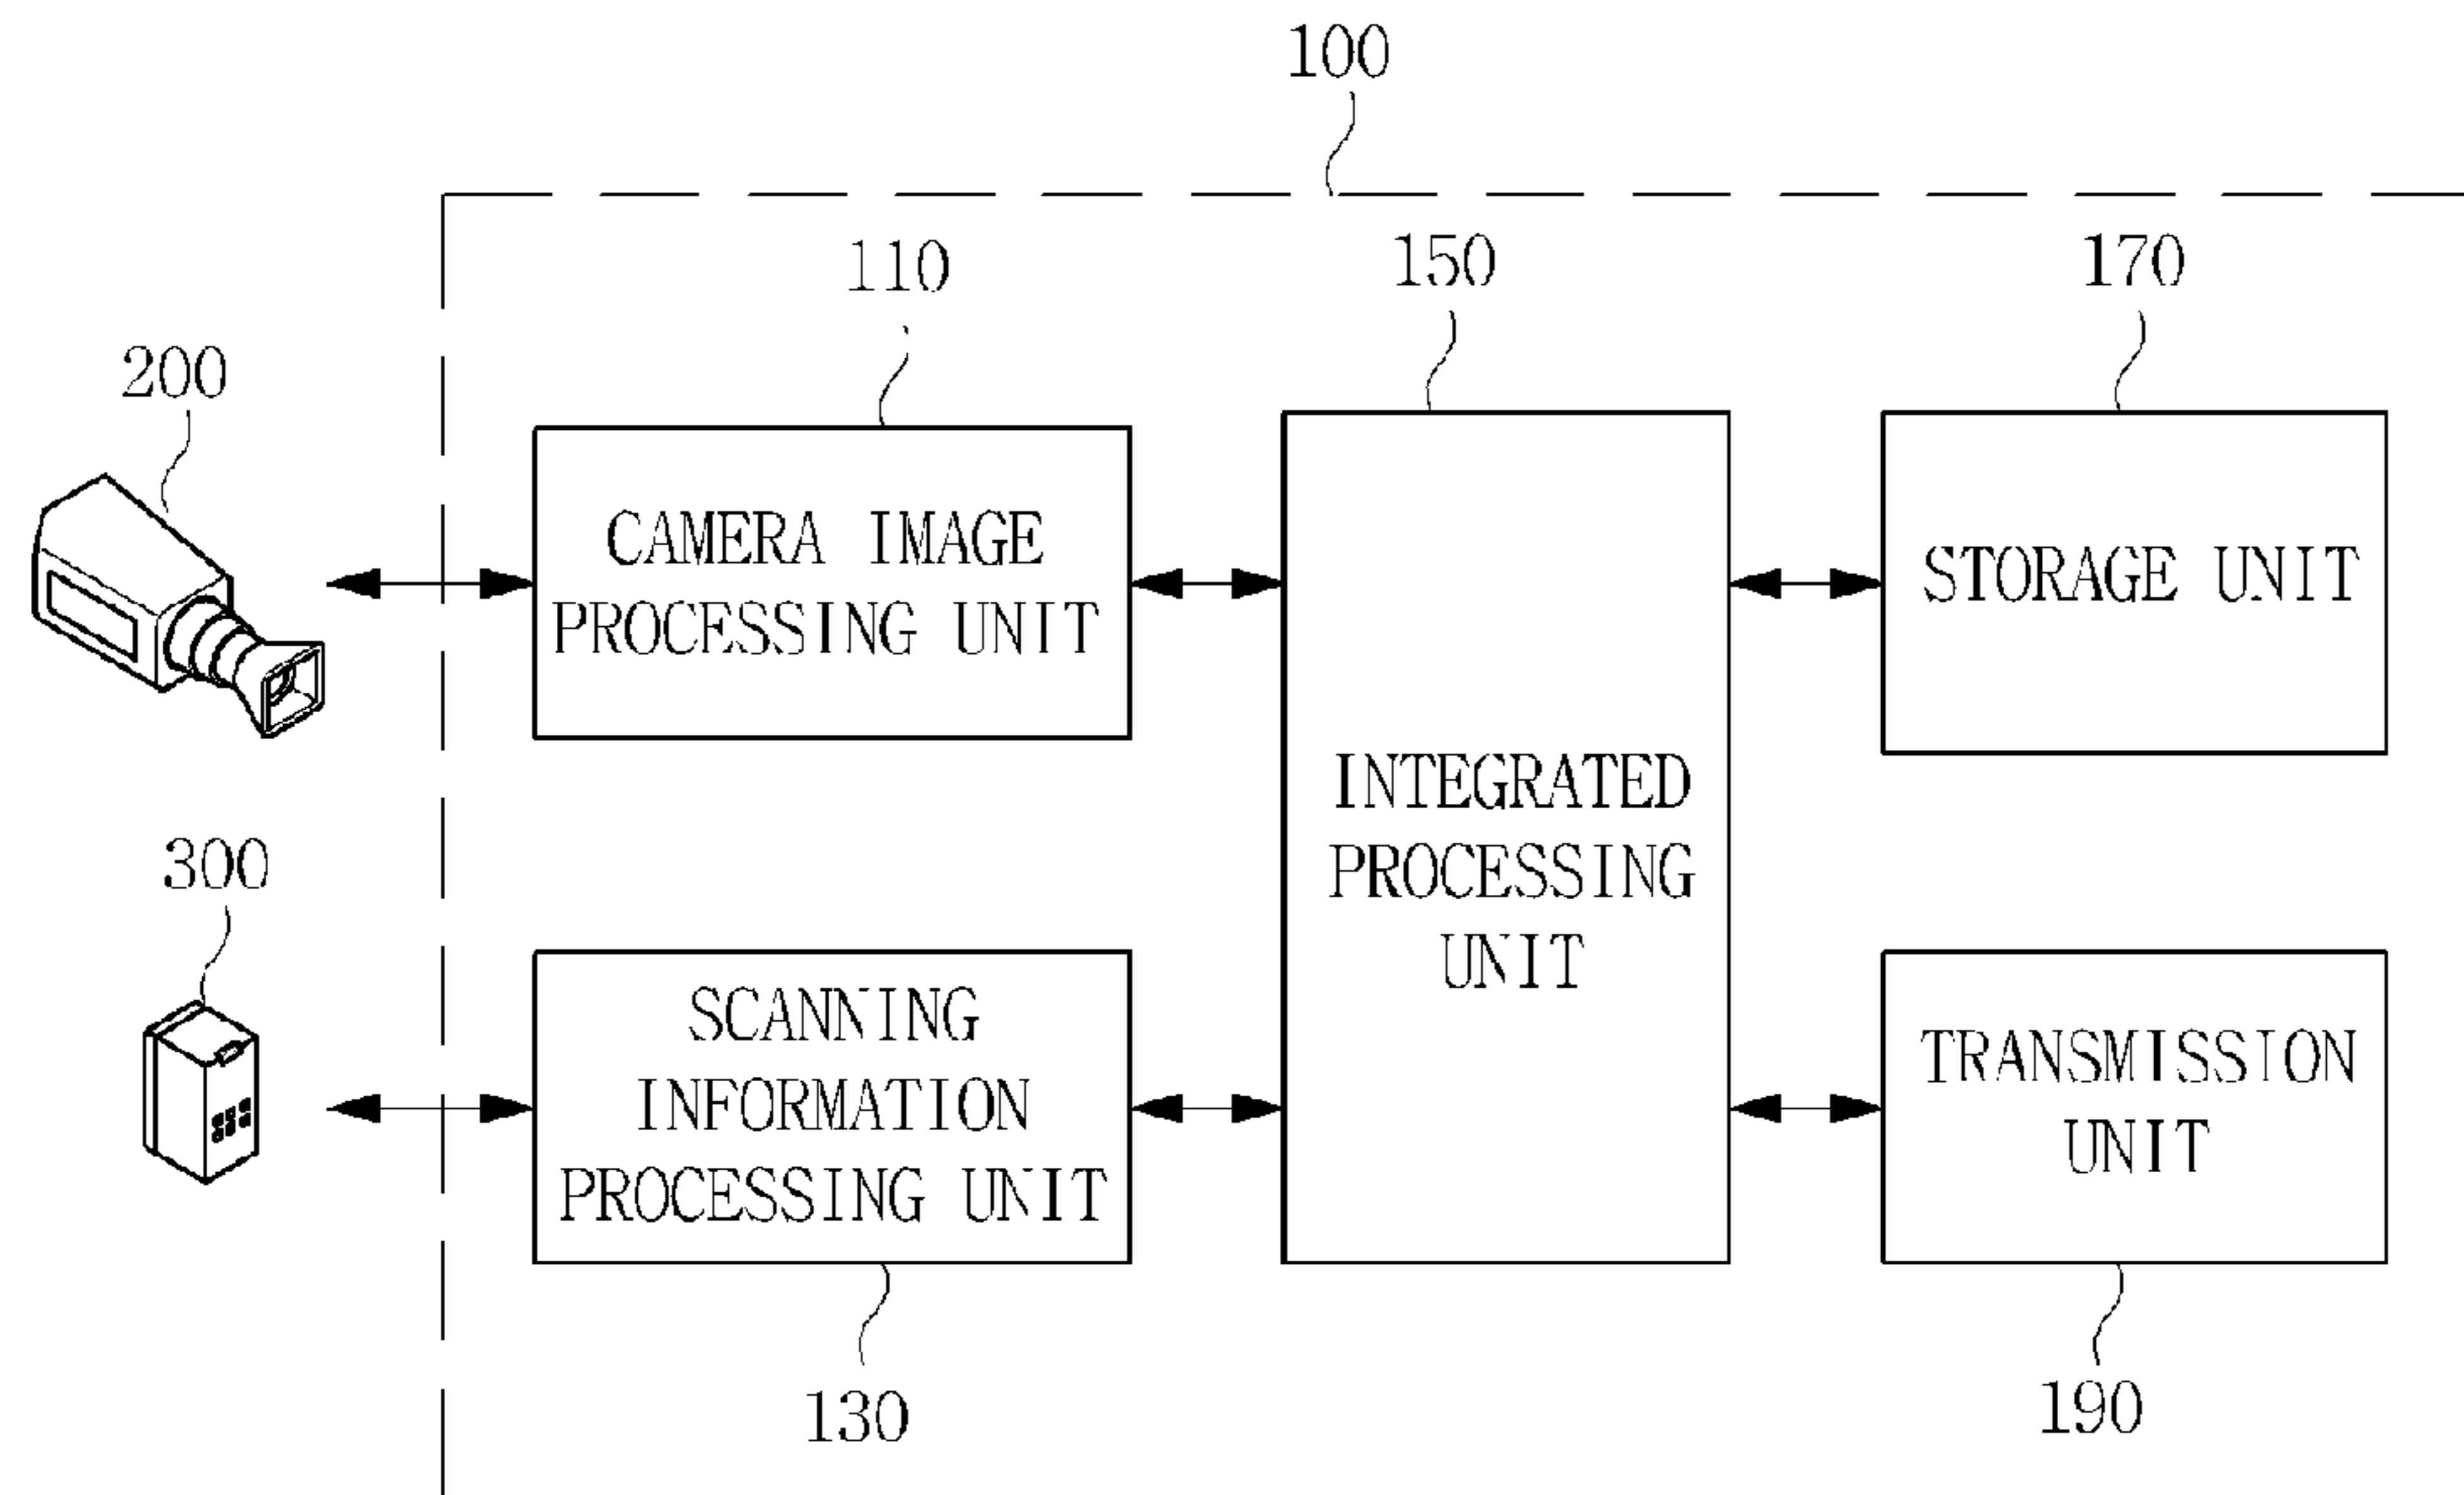 100
110
150
170
200
CAMERA IMAGE
PROCESSING UNIT
STORAGE UNIT
INTEGRATED
PROCESSING
UNIT
300
SCANNING
INFORMATION
PROCESSING UNIT
TRANSMISSION
UNIT
130
190